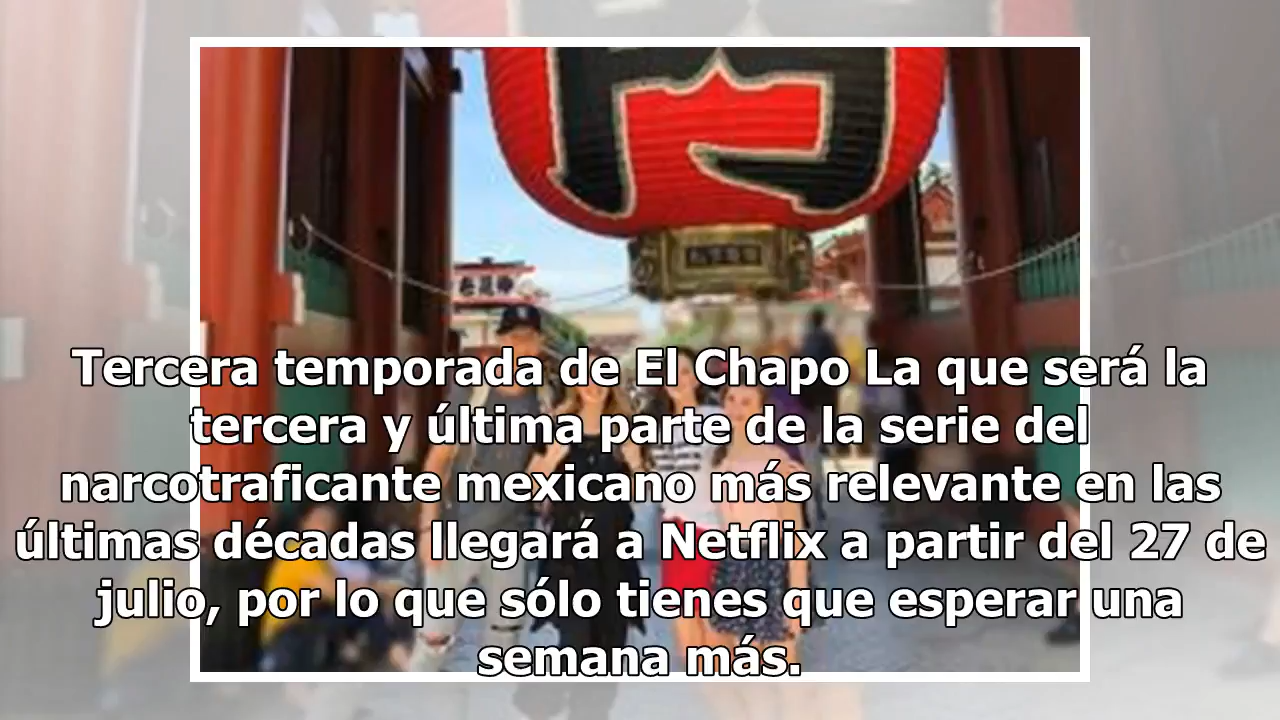 Tercera temporada de El Chapo La que será la
tercera y última parte de la serie del
narcotraficante mexicano más relevante en las
últimas décadas llegará a Netflix a partir del 27 de
julio, por lo que sólo tienes que esperar una
semana más.